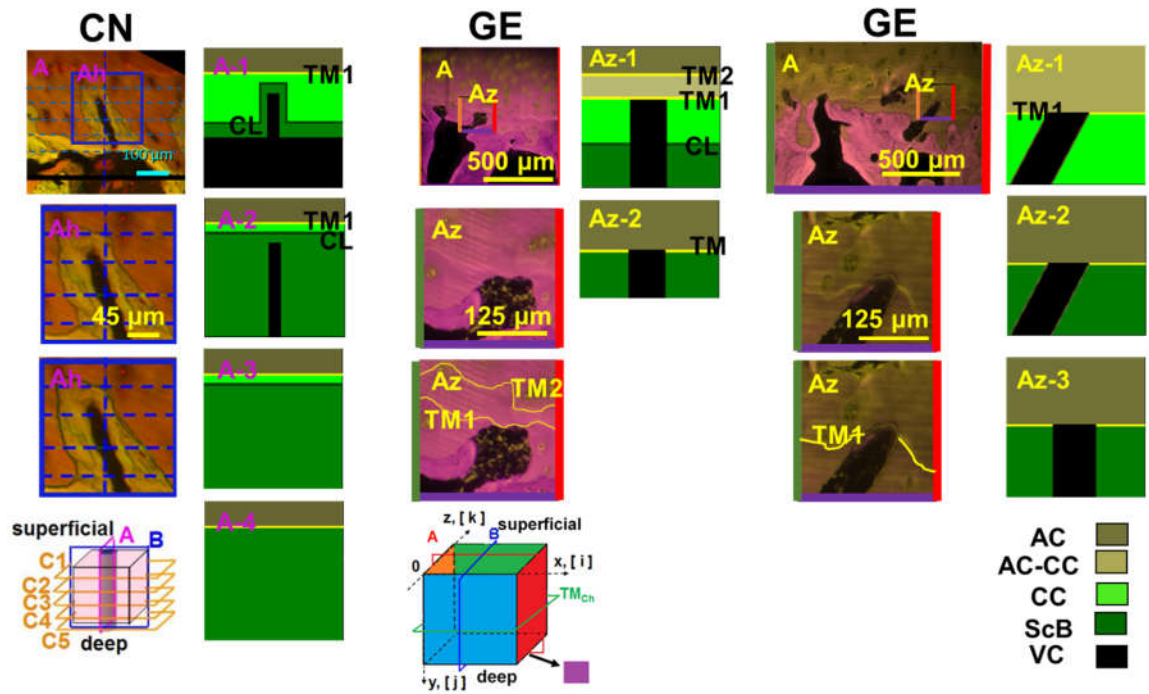 CN
GE
GE
A
Ah
100 µm
A-1
TM1
CL
A
Az
500 µm
Az-1
TM2
TM1
CL
A
Az
500 µm
Az-1
TM1
Ah
45 µm
A-2
TM1
CL
Az
125 µm
Az-2
TM
Az
125 µm
Az-2
Ah
A-3
Az
TM2
TM1
Az
TM1
Az-3
superficial
A
B
C1
C2
C3
C4
C5
deep
A-4
z, [ k]
superficial
A
B
0
x, [ i]
TMCh
deep
y, [ j]
AC
AC-CC
CC
ScB
VC